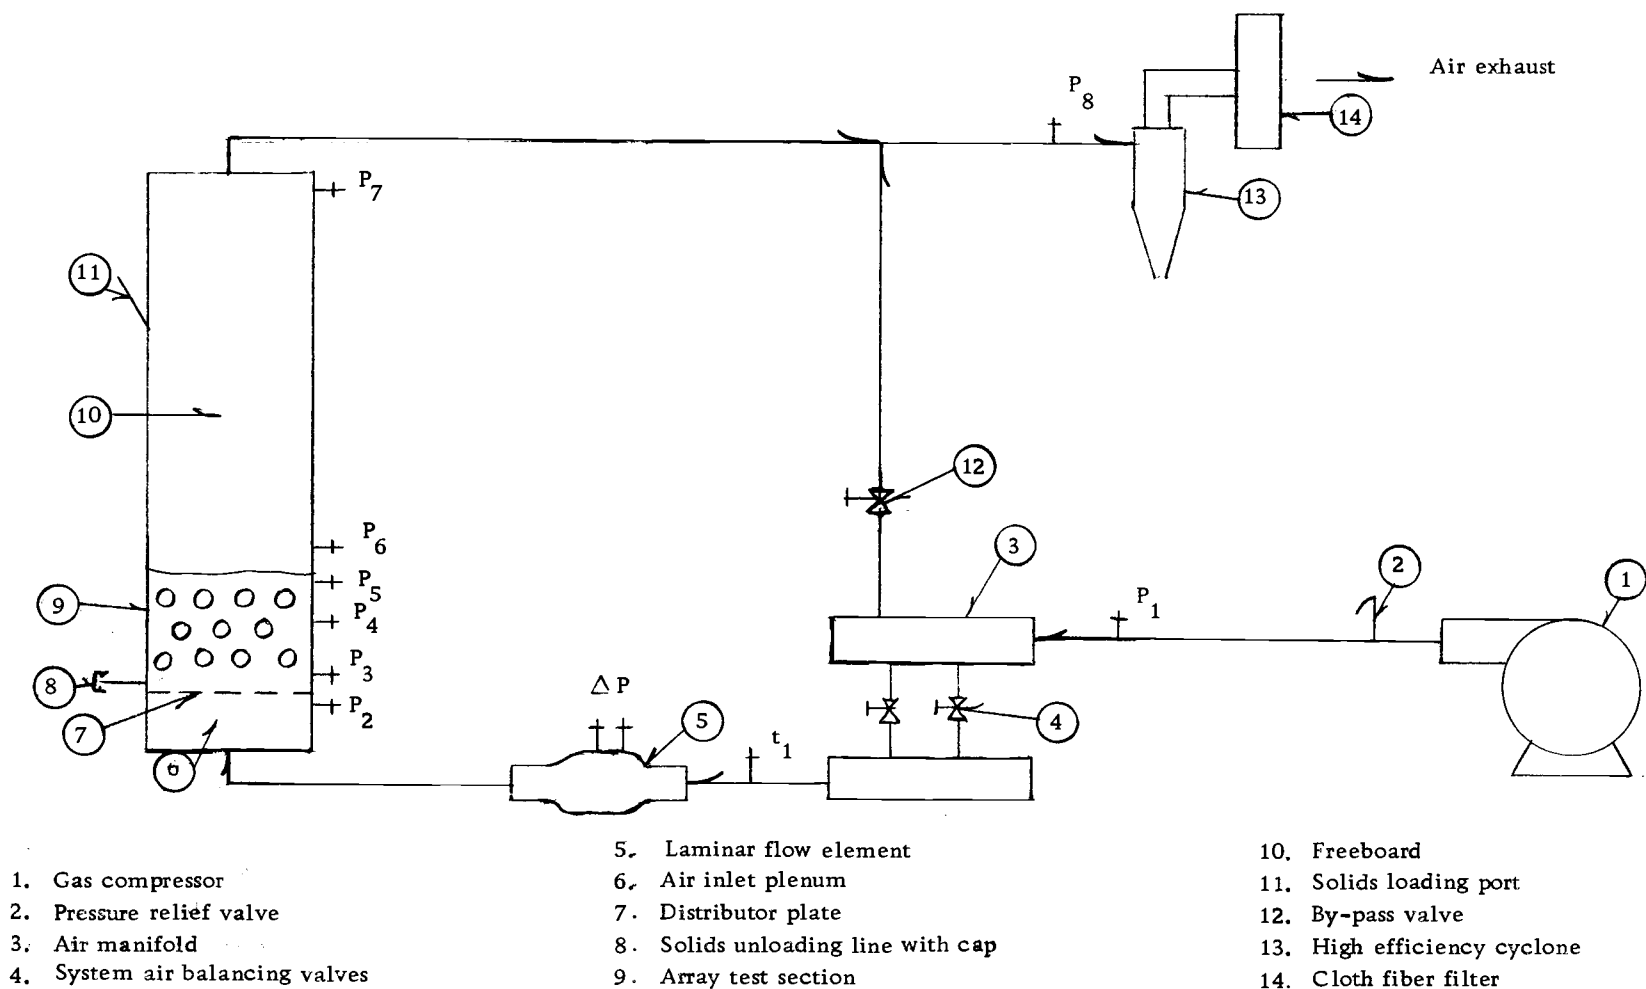 Air exhaust
P8
14
13
P7
11
10
12
P6
3
2
1
P5
9
P4
P1
P3
8
ΔP
5
4
P2
7
t1
6
5. Laminar flow element
10. Freeboard
1. Gas compressor
6. Air inlet plenum
11. Solids loading port
2. Pressure relief valve
7. Distributor plate
12. By-pass valve
3. Air manifold
8. Solids unloading line with cap
13. High efficiency cyclone
4. System air balancing valves
9. Array test section
14. Cloth fiber filter